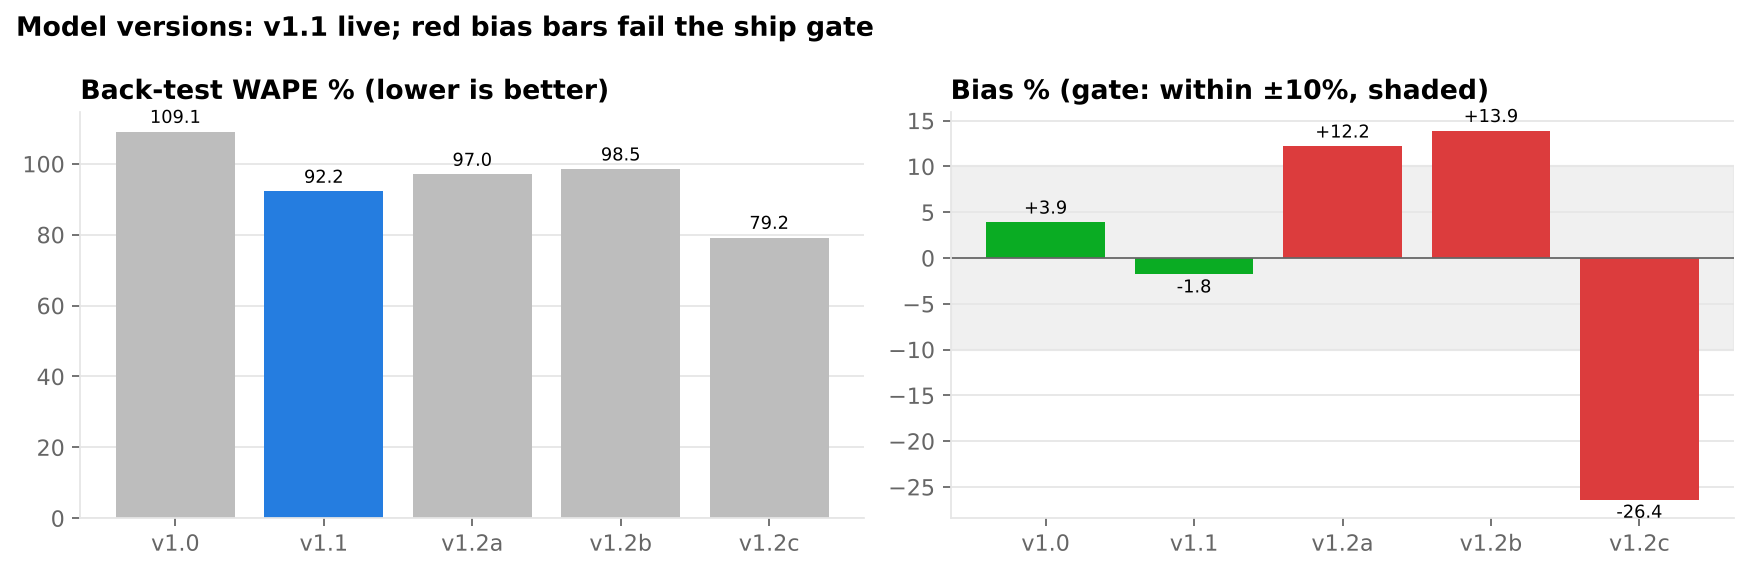 Model versions: v1.1 live; red bias bars fail the ship gate
Back-test WAPE % (lower is better)
109.1
92.2
97.0
98.5
79.2
100
80
60
40
20
0
v1.0
v1.1
v1.2a
v1.2b
v1.2c
Bias % (gate: within ±10%, shaded)
+3.9
-1.8
+12.2
+13.9
-26.4
15
10
5
0
−5
−10
−15
−20
−25
v1.0
v1.1
v1.2a
v1.2b
v1.2c